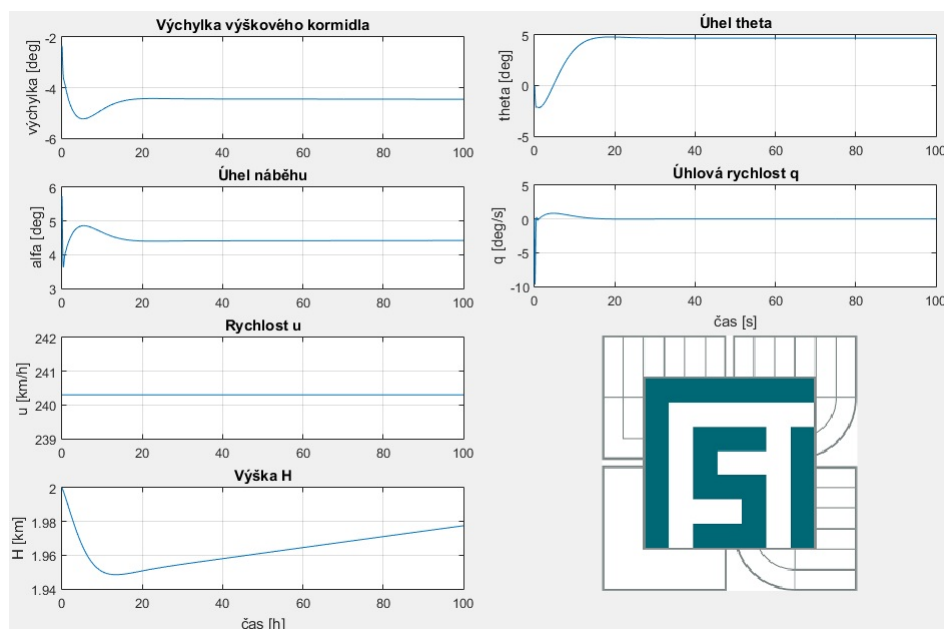 Výchylka výškového kormidla
-2
-4
-6
výchylka [deg]
0 20 40 60 80 100
Úhel náběhu
6
5
4
3
alfa [deg]
0 20 40 60 80 100
Rychlost u
242
241
240
239
u [km/h]
0 20 40 60 80 100
Výška H
2
1.98
1.96
1.94
H [km]
0 20 40 60 80 100
čas [h]
Úhel theta
5
0
-5
theta [deg]
0 20 40 60 80 100
Úhlová rychlost q
5
0
-5
-10
q [deg/s]
0 20 40 60 80 100
čas [s]
FSI